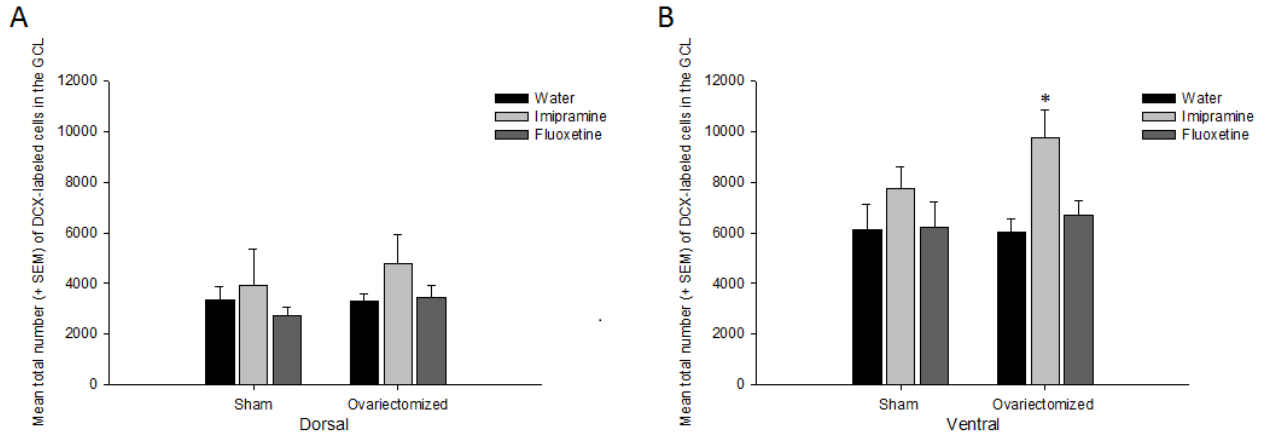 A
Mean total number (+ SEM) of DCX-labeled cells in the GCL
12000
10000
8000
6000
4000
2000
0
Water
Imipramine
Fluoxetine
Sham
Ovariectomized
Dorsal
B
Mean total number (+ SEM) of DCX-labeled cells in the GCL
12000
10000
8000
6000
4000
2000
0
*
Water
Imipramine
Fluoxetine
Sham
Ovariectomized
Ventral